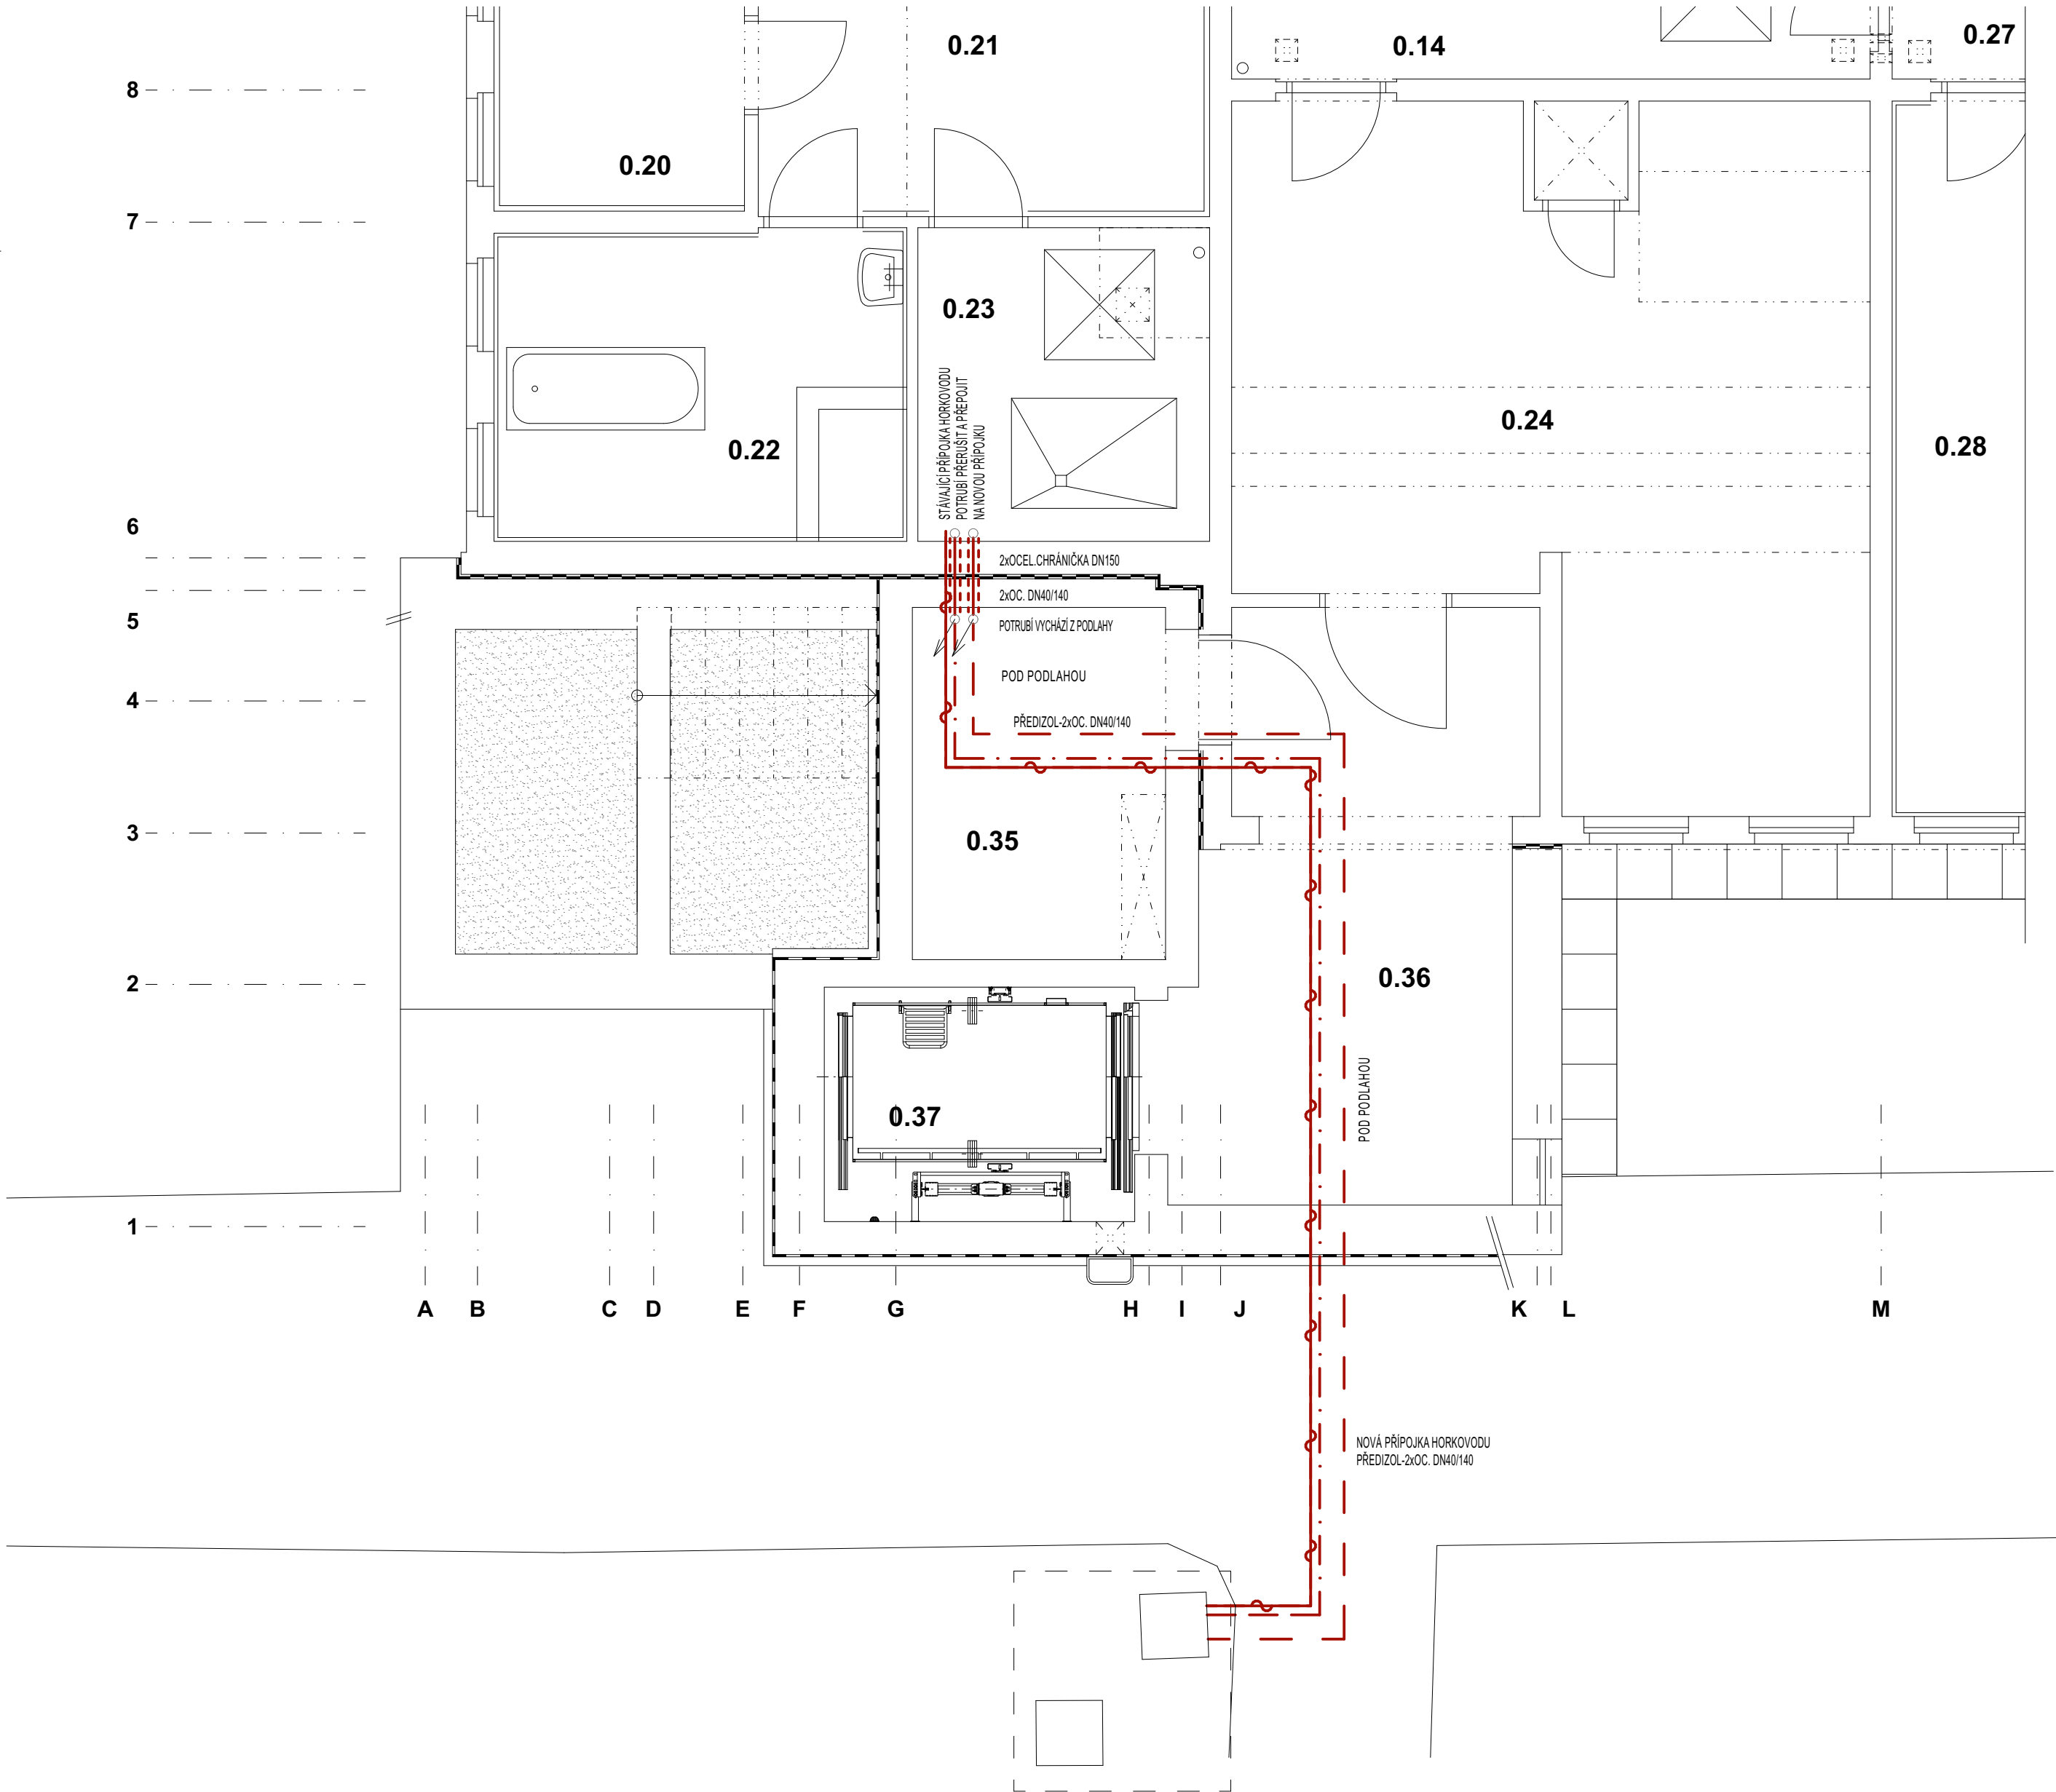 0.21
0.14
0.27
8
0.20
7
0.23
0.24
0.28
0.22
STÁVAJÍCÍ PŘÍPOJKA HORKOVODU
POTRUBÍ PŘERUŠIT A PŘEPOJIT
NA NOVOU PŘÍPOJKU
6
2xOCEL.CHRÁNIČKA DN150
2xOC. DN40/140
5
POTRUBÍ VYCHÁZÍ Z PODLAHY
POD PODLAHOU
4
PŘEDIZOL-2xOC. DN40/140
3
0.35
2
0.36
POD PODLAHOU
0.37
1
A B C D E F G H I J K L M
NOVÁ PŘÍPOJKA HORKOVODU
PŘEDIZOL-2xOC. DN40/140